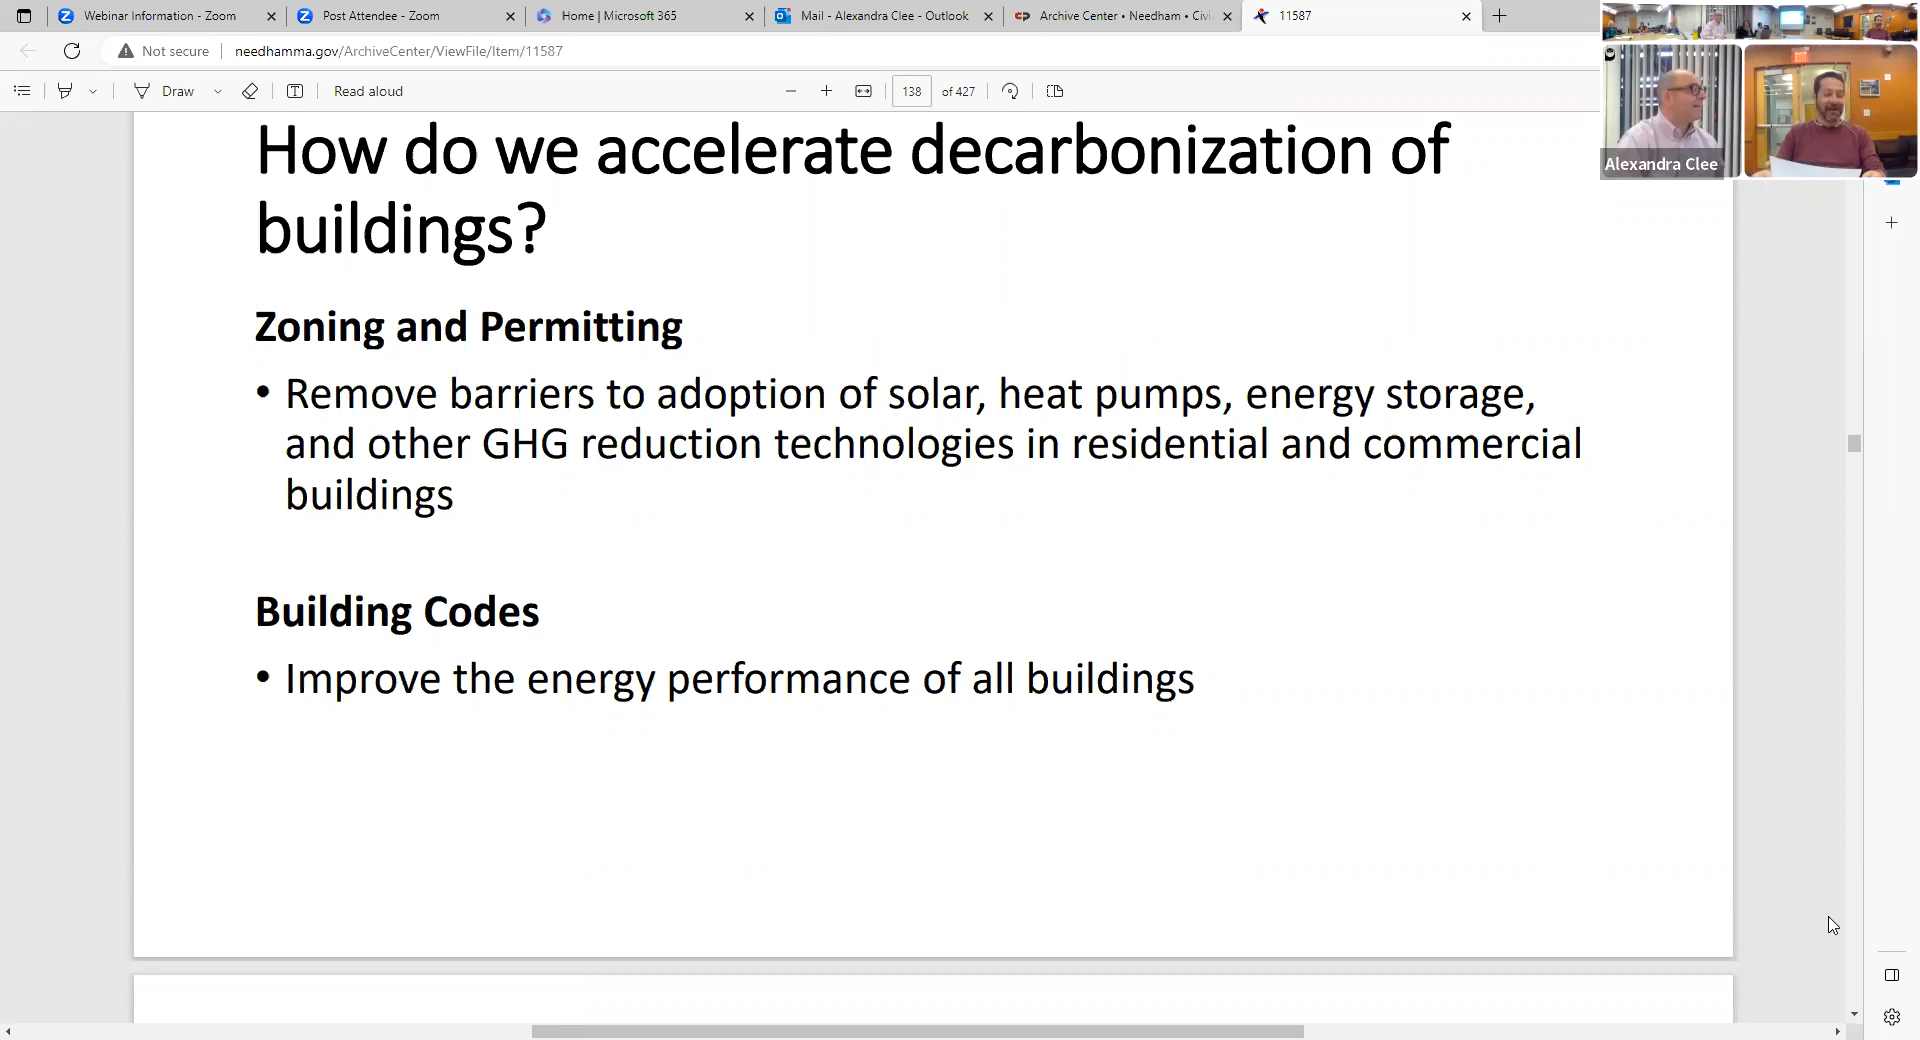 Webinar Information - Zoom
Post Attendee - Zoom
Home | Microsoft 365
Mail - Alexandra Clee - Outlook
Archive Center • Needham • Civi
11587
Not secure
needhamma.gov/ArchiveCenter/ViewFile/Item/11587
Draw
Read aloud
138
of 427
EXIT
Alexandra Clee
How do we accelerate decarbonization of
buildings?
Zoning and Permitting
• Remove barriers to adoption of solar, heat pumps, energy storage,
and other GHG reduction technologies in residential and commercial
buildings
Building Codes
• Improve the energy performance of all buildings